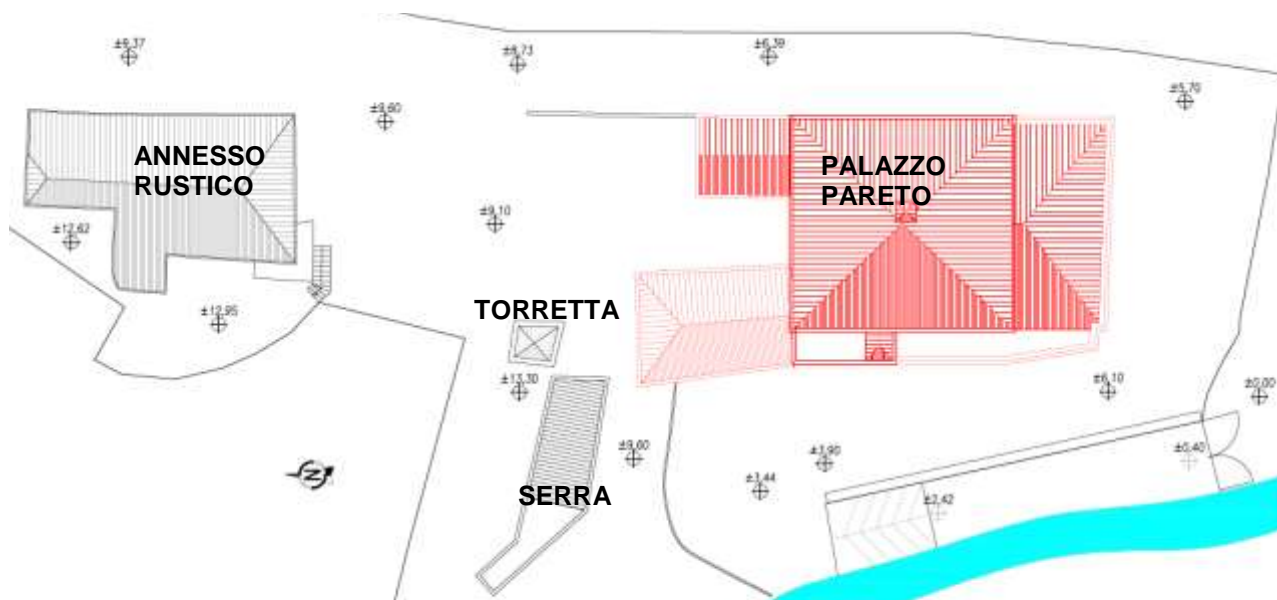 ±9,37
±8,73
±6,39
±5,70
±9,60
ANNESSO
RUSTICO
PALAZZO
PARETO
±9,10
±12,62
±12,95
TORRETTA
±13,30
±6,10
±0,00
±9,60
±3,90
±0,40
N
±3,44
SERRA
±2,42